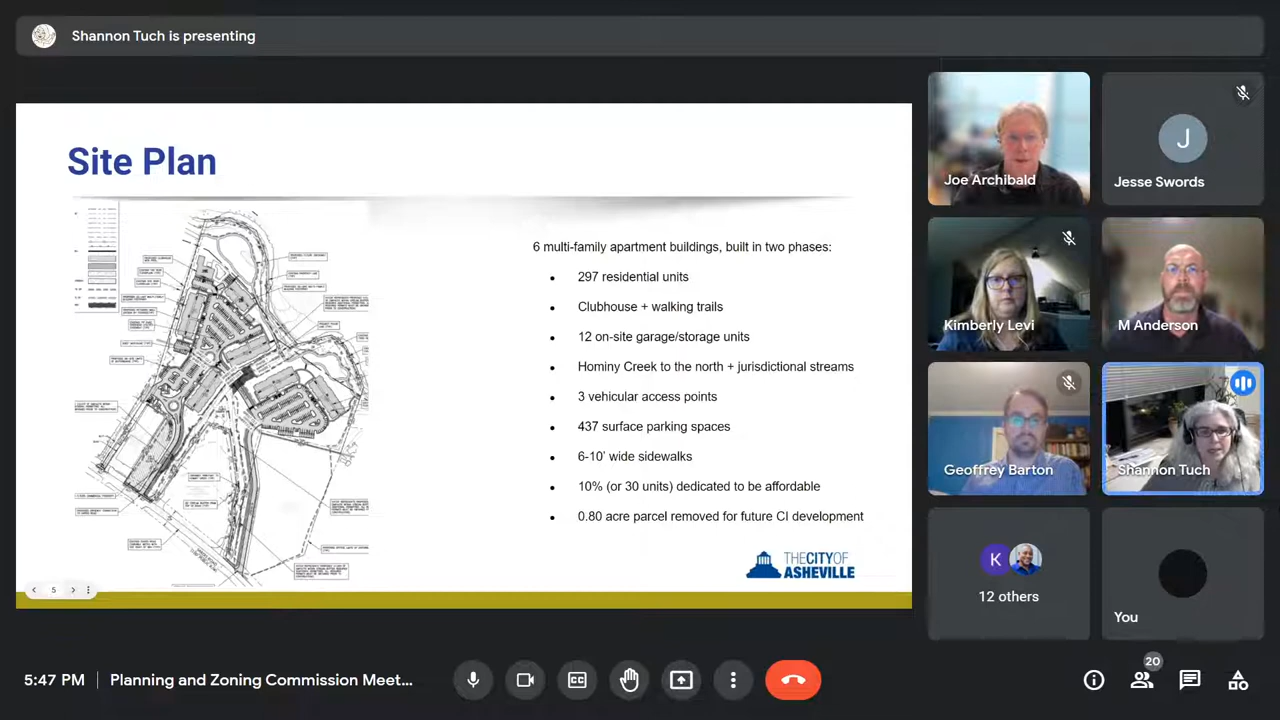 Shannon Tuch is presenting
Site Plan
6 multi-family apartment buildings, built in two phases:
• 297 residential units
• Clubhouse + walking trails
• 12 on-site garage/storage units
• Hominy Creek to the north + jurisdictional streams
• 3 vehicular access points
• 437 surface parking spaces
• 6-10' wide sidewalks
• 10% (or 30 units) dedicated to be affordable
• 0.80 acre parcel removed for future CI development
THE CITY OF
ASHEVILLE
5
Joe Archibald
J
Jesse Swords
Kimberly Levi
M Anderson
Geoffrey Barton
Shannon Tuch
K
12 others
You
5:47 PM
Planning and Zoning Commission Meet...
20